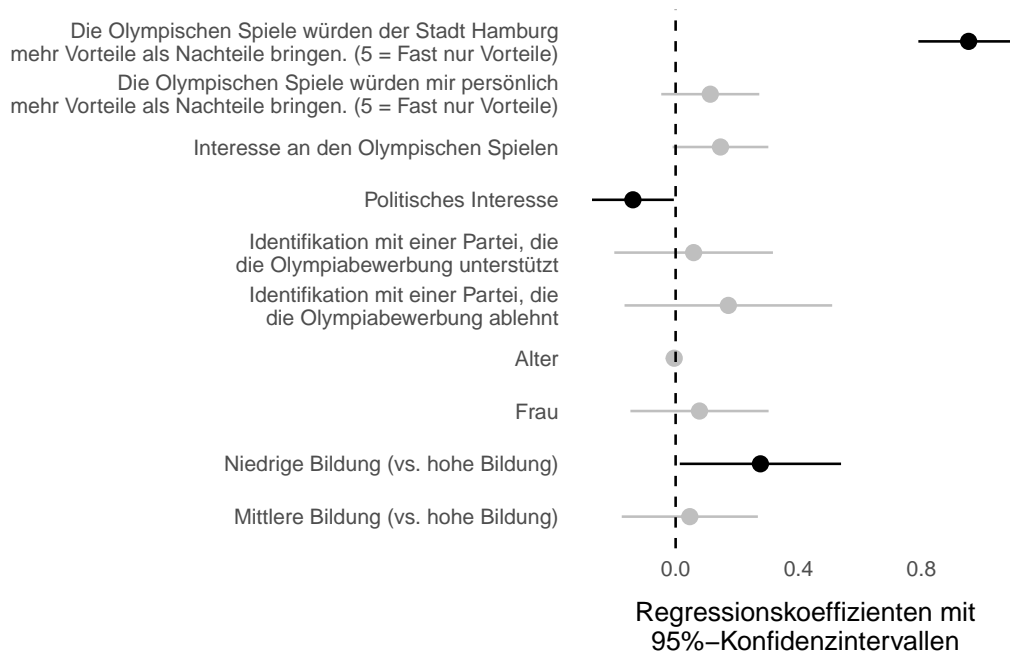 Die Olympischen Spiele würden der Stadt Hamburg
mehr Vorteile als Nachteile bringen. (5 = Fast nur Vorteile)
Die Olympischen Spiele würden mir persönlich
mehr Vorteile als Nachteile bringen. (5 = Fast nur Vorteile)
Interesse an den Olympischen Spielen
Politisches Interesse
Identifikation mit einer Partei, die
die Olympiabewerbung unterstützt
Identifikation mit einer Partei, die
die Olympiabewerbung ablehnt
Alter
Frau
Niedrige Bildung (vs. hohe Bildung)
Mittlere Bildung (vs. hohe Bildung)
0.0 0.4 0.8
Regressionskoeffizienten mit
95%−Konfidenzintervallen